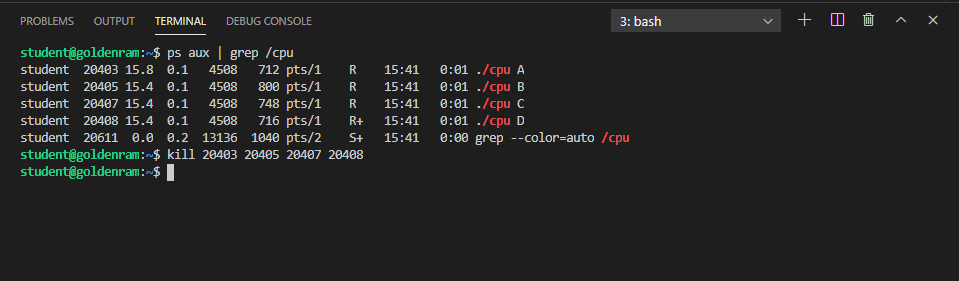 PROBLEMS OUTPUT TERMINAL DEBUG CONSOLE 3: bash
student@goldenram:~$ ps aux | grep /cpu
student  20403 15.8  0.1   4508   712 pts/1    R    15:41   0:01 ./cpu A
student  20405 15.4  0.1   4508   800 pts/1    R    15:41   0:01 ./cpu B
student  20407 15.4  0.1   4508   748 pts/1    R    15:41   0:01 ./cpu C
student  20408 15.4  0.1   4508   716 pts/1    R+   15:41   0:01 ./cpu D
student  20611  0.0  0.2  13136  1040 pts/2    S+   15:41   0:00 grep --color=auto /cpu
student@goldenram:~$ kill 20403 20405 20407 20408
student@goldenram:~$